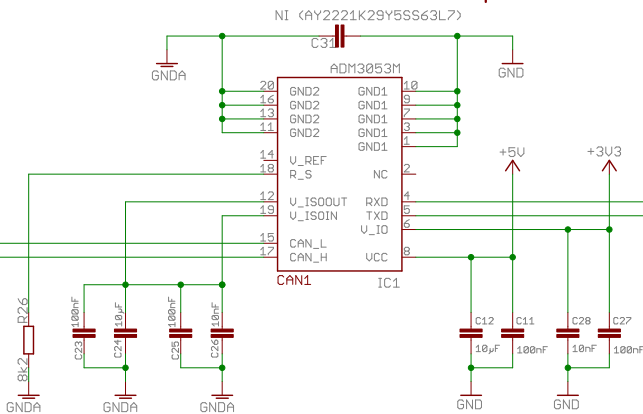 NI (AY2221K29Y5SS63L7)
C31
GNDA
GND
ADM3053M
20 GND2 GND1 10
16 GND2 GND1 9
13 GND2 GND1 7
11 GND2 GND1 3
GND1 1
14 V_REF
18 R_S NC 2
+5V
+3V3
12 V_ISOOUT RXD 4
19 V_ISOIN TXD 5
V_IO 6
15 CAN_L
17 CAN_H VCC 8
CAN1 IC1
R26
8k2
C23
100nF
C24
10µF
C25
100nF
C26
10nF
C12
10µF
C11
100nF
C28
10nF
C27
100nF
GNDA
GNDA
GNDA
GND
GND